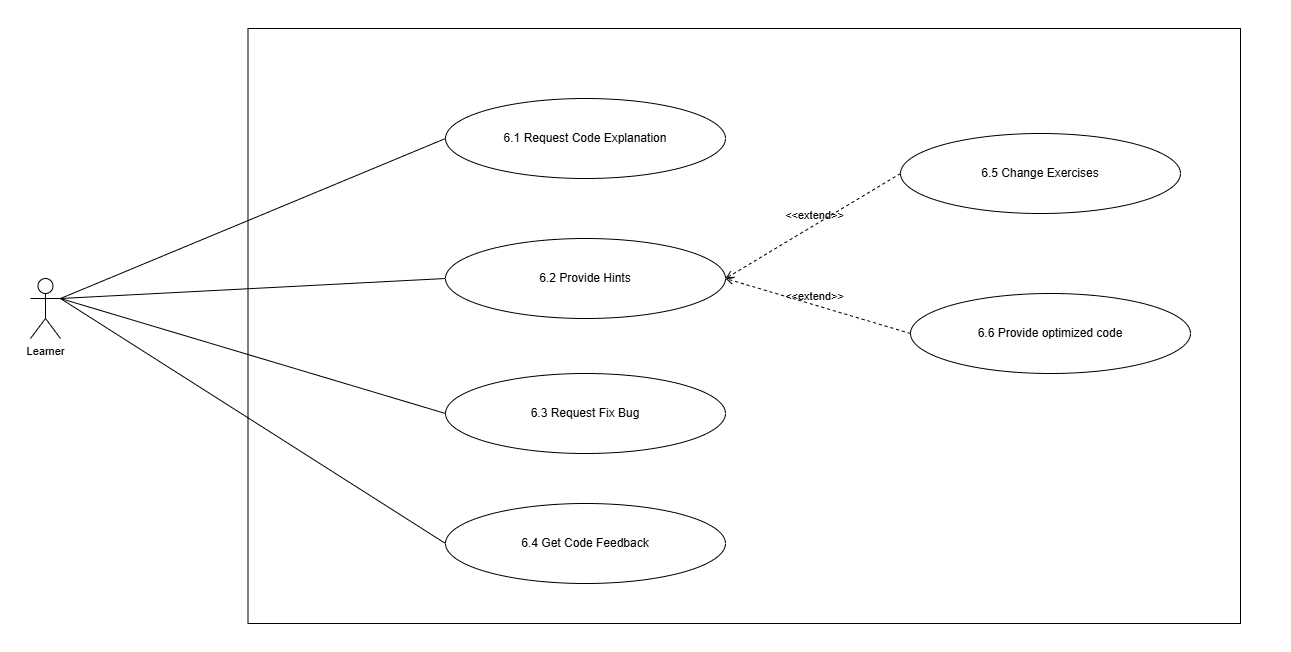 6.1 Request Code Explanation
6.5 Change Exercises
<<extend>>
6.2 Provide Hints
<<extend>>
6.6 Provide optimized code
Learner
6.3 Request Fix Bug
6.4 Get Code Feedback